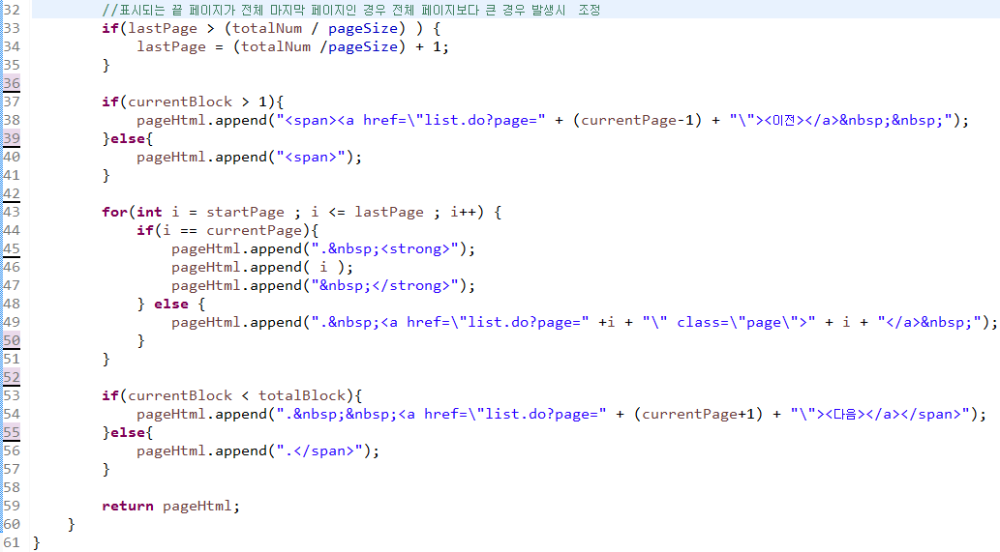 32 //표시되는 끝 페이지가 전체 마지막 페이지인 경우 전체 페이지보다 큰 경우 발생시 조정
33 if(lastPage > (totalNum / pageSize) ) {
34 lastPage = (totalNum /pageSize) + 1;
35 }
36
37 if(currentBlock > 1){
38 pageHtml.append("<span><a href=\"list.do?page=" + (currentPage-1) + "\"><이전></a>&nbsp;&nbsp;");
39 }else{
40 pageHtml.append("<span>");
41 }
42
43 for(int i = startPage ; i <= lastPage ; i++) {
44 if(i == currentPage){
45 pageHtml.append(".&nbsp;<strong>");
46 pageHtml.append( i );
47 pageHtml.append("&nbsp;</strong>");
48 } else {
49 pageHtml.append(".&nbsp;<a href=\"list.do?page=" +i + "\" class=\"page\">" + i + "</a>&nbsp;");
50 }
51 }
52
53 if(currentBlock < totalBlock){
54 pageHtml.append(".&nbsp;&nbsp;<a href=\"list.do?page=" + (currentPage+1) + "\"><다음></a></span>");
55 }else{
56 pageHtml.append(".</span>");
57 }
58
59 return pageHtml;
60 }
61 }